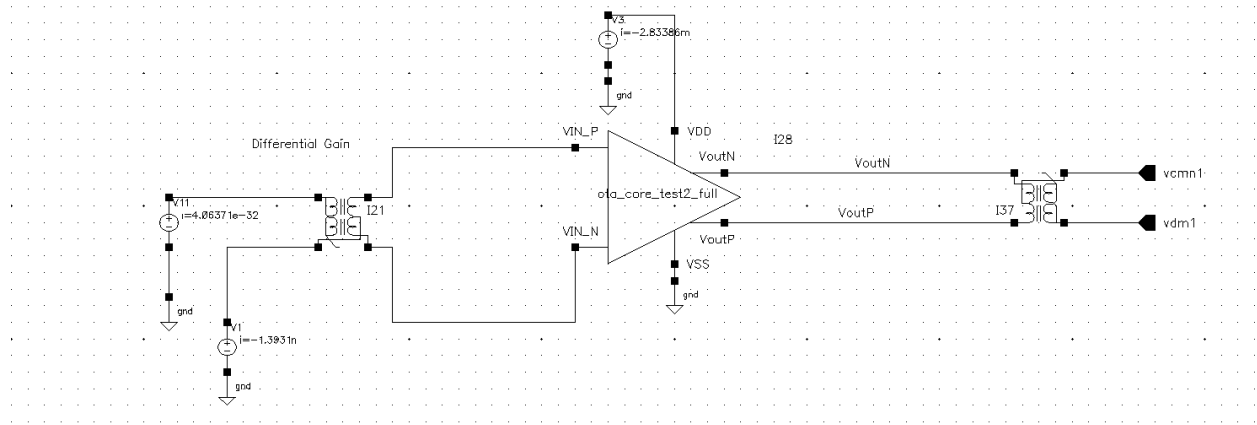 V3
i=-2.83386m
gnd
Differential Gain
VIN_P
VDD
I28
VoutN
VoutN
vcmn1
ota_core_test2_full
V11
i=4.06371e-32
I21
I37
VIN_N
VoutP
VoutP
vdm1
VSS
gnd
gnd
V1
i=-1.3931n
gnd